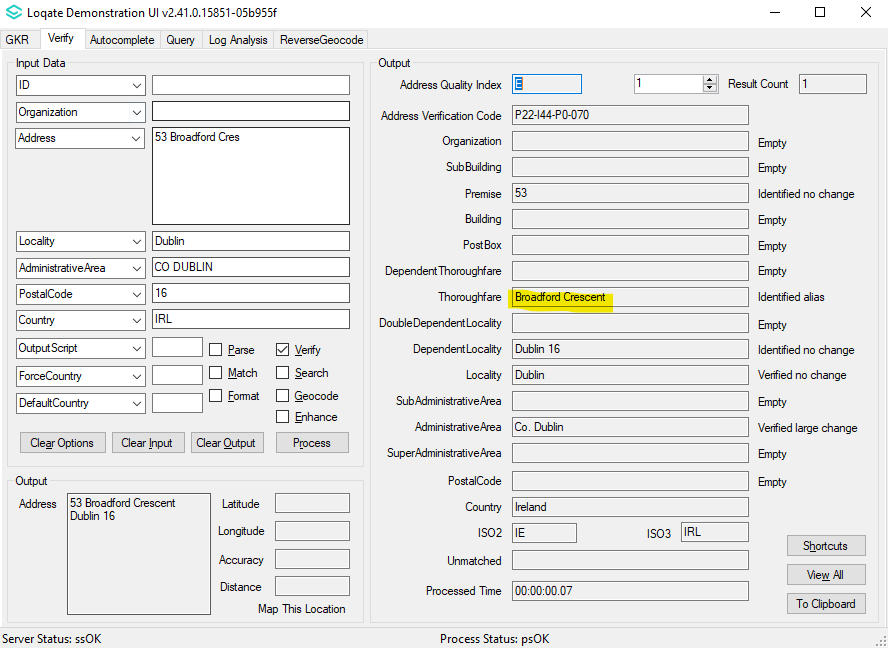 Loqate Demonstration UI v2.41.0.15851-05b955f
GKR Verify Autocomplete Query Log Analysis ReverseGeocode
Input Data
ID
Organization
Address 53 Broadford Cres
Locality Dublin
AdministrativeArea CO DUBLIN
PostalCode 16
Country IRL
OutputScript Parse Verify
ForceCountry Match Search
DefaultCountry Format Geocode
Enhance
Clear Options Clear Input Clear Output Process
Output
Address 53 Broadford Crescent
Dublin 16
Latitude
Longitude
Accuracy
Distance
Map This Location
Output
Address Quality Index E 1 Result Count 1
Address Verification Code P22-I44-P0-070
Organization Empty
SubBuilding Empty
Premise 53 Identified no change
Building Empty
PostBox Empty
DependentThoroughfare Empty
Thoroughfare Broadford Crescent Identified alias
DoubleDependentLocality Empty
DependentLocality Dublin 16 Identified no change
Locality Dublin Verified no change
SubAdministrativeArea Empty
AdministrativeArea Co. Dublin Verified large change
SuperAdministrativeArea Empty
PostalCode Empty
Country Ireland
ISO2 IE ISO3 IRL
Unmatched
Processed Time 00:00:00.07
Shortcuts
View All
To Clipboard
Server Status: ssOK Process Status: psOK